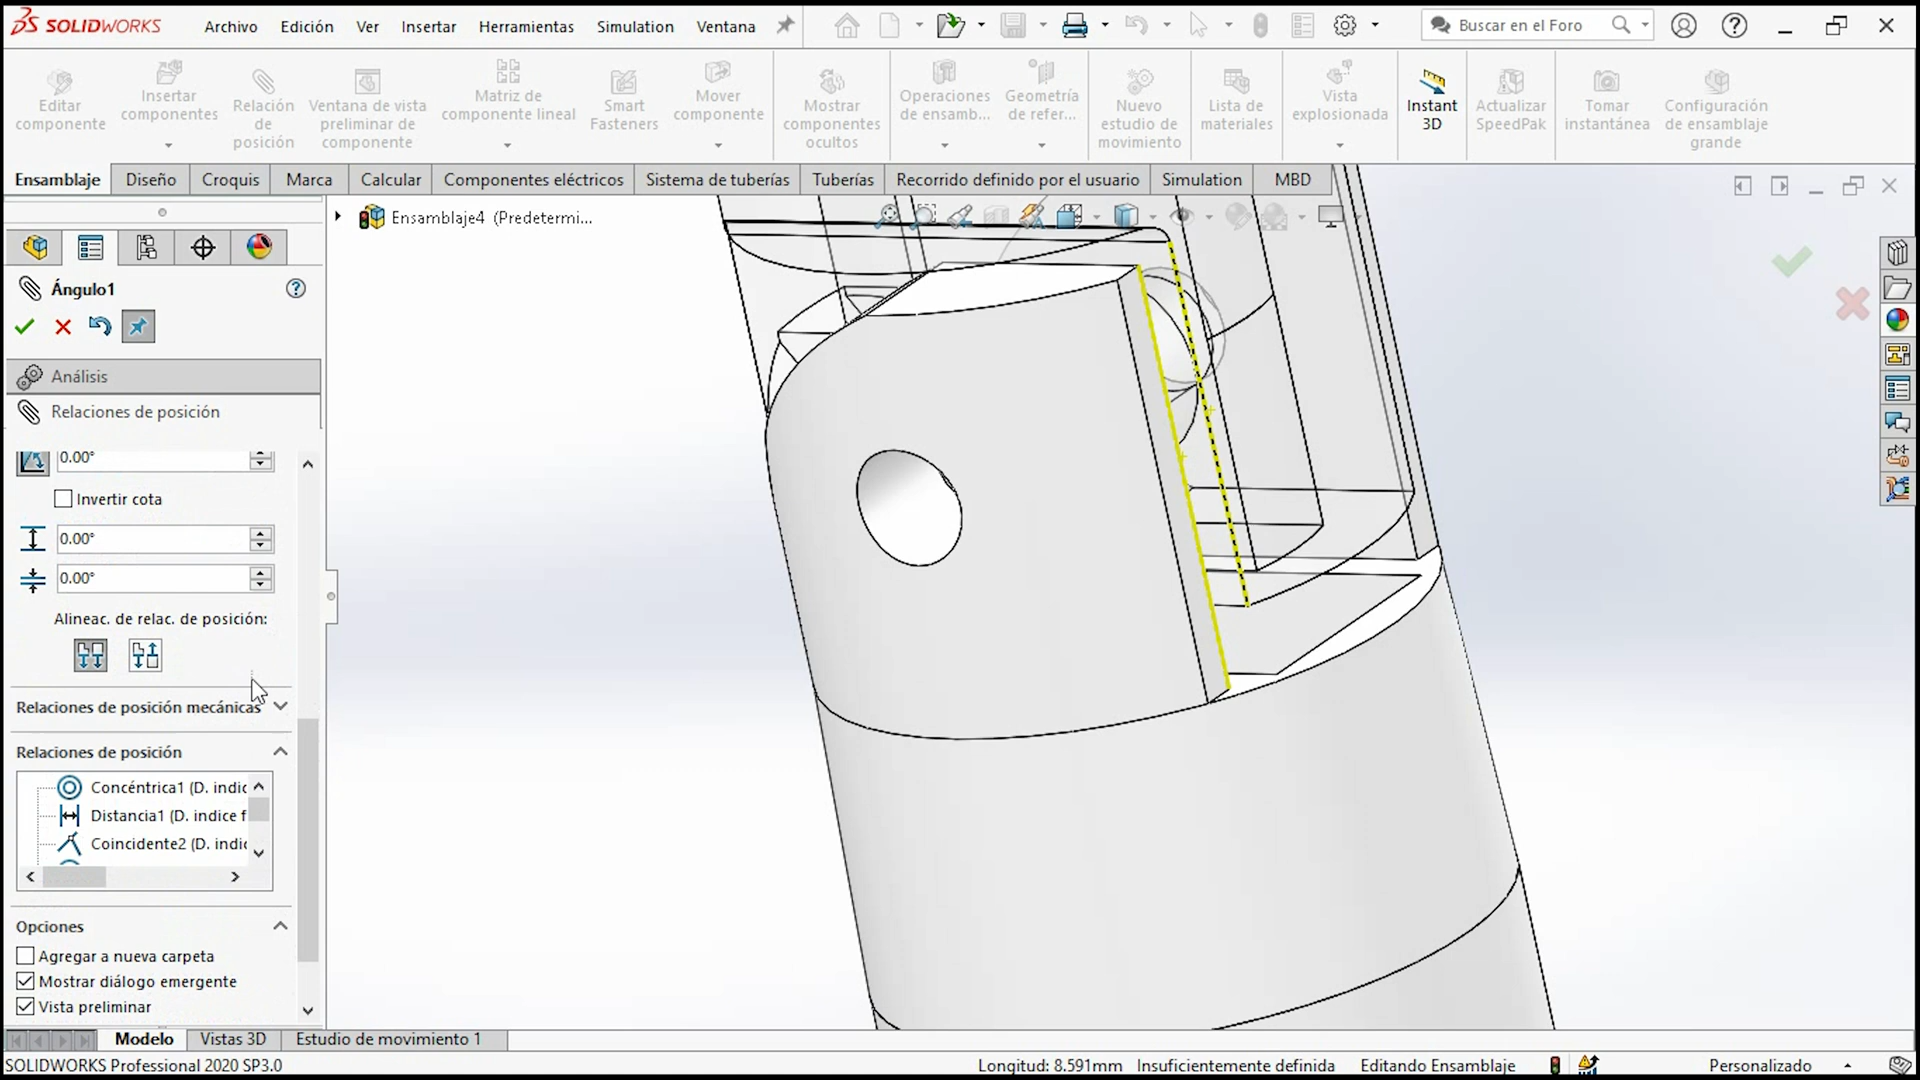 SOLIDWORKS Archivo Edición Ver Insertar Herramientas Simulation Ventana Buscar en el Foro
Editar componente
Insertar componentes
Relación de posición
Ventana de vista preliminar de componente
Matriz de componente lineal
Smart Fasteners
Mover componente
Mostrar componentes ocultos
Operaciones de ensamb...
Geometría de refer...
Nuevo estudio de movimiento
Lista de materiales
Vista explosionada
Instant 3D
Actualizar SpeedPak
Tomar instantánea
Configuración de ensamblaje grande
Ensamblaje Diseño Croquis Marca Calcular Componentes eléctricos Sistema de tuberías Tuberías Recorrido definido por el usuario Simulation MBD
Ensamblaje4 (Predetermi...
Ángulo1
Análisis
Relaciones de posición
0.00°
Invertir cota
0.00°
0.00°
Alineac. de relac. de posición:
Relaciones de posición mecánicas
Relaciones de posición
Concéntrica1 (D. indic
Distancia1 (D. indice f
Coincidente2 (D. indic
Opciones
Agregar a nueva carpeta
Mostrar diálogo emergente
Vista preliminar
Modelo Vistas 3D Estudio de movimiento 1
SOLIDWORKS Professional 2020 SP3.0 Longitud: 8.591mm Insuficientemente definida Editando Ensamblaje Personalizado